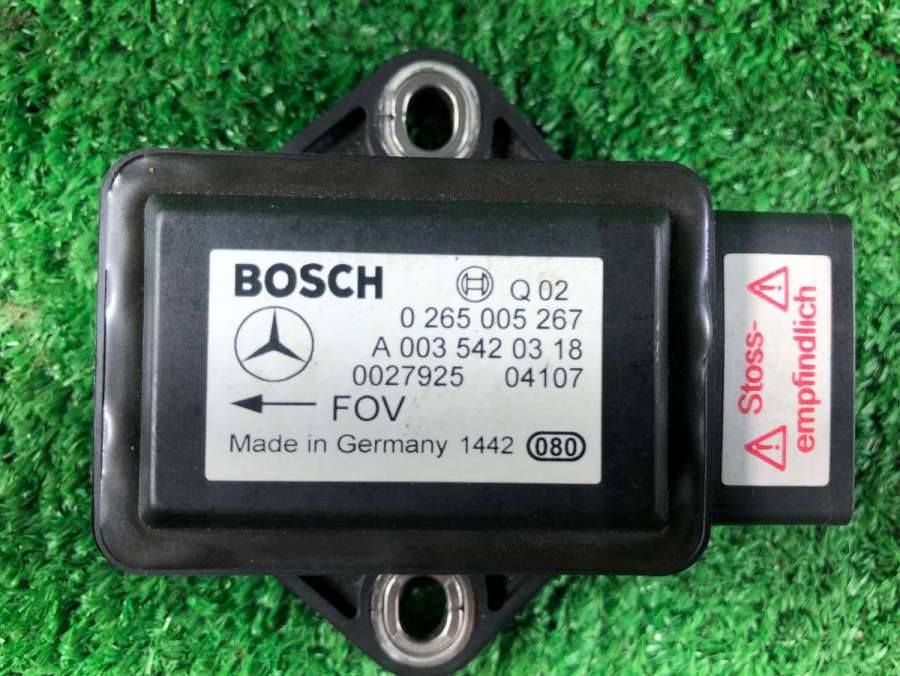 BOSCH Q 02
0 265 005 267
A 003 542 03 18
0027925 04107
FOV
Made in Germany 1442 080
Stoss-
empfindlich